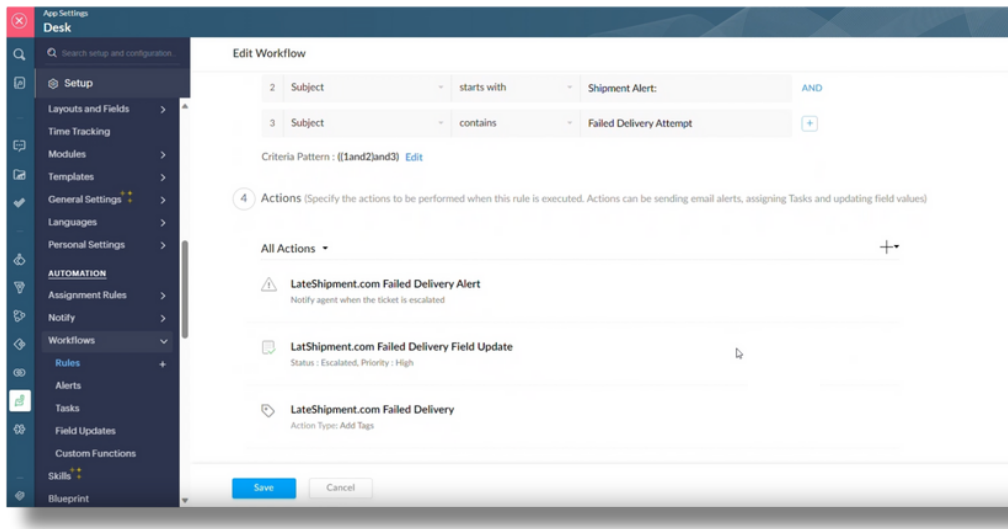 App Settings
Desk
Search setup and configuration..
Edit Workflow
Setup
Layouts and Fields
Time Tracking
Modules
Templates
General Settings
Languages
Personal Settings
AUTOMATION
Assignment Rules
Notify
Workflows
Rules
Alerts
Tasks
Field Updates
Custom Functions
Skills
Blueprint
2 Subject starts with Shipment Alert: AND
3 Subject contains Failed Delivery Attempt
Criteria Pattern : ((1and2)and3) Edit
4 Actions (Specify the actions to be performed when this rule is executed. Actions can be sending email alerts, assigning Tasks and updating field values)
All Actions
LateShipment.com Failed Delivery Alert
Notify agent when the ticket is escalated
LatShipment.com Failed Delivery Field Update
Status : Escalated, Priority : High
LateShipment.com Failed Delivery
Action Type: Add Tags
Save Cancel